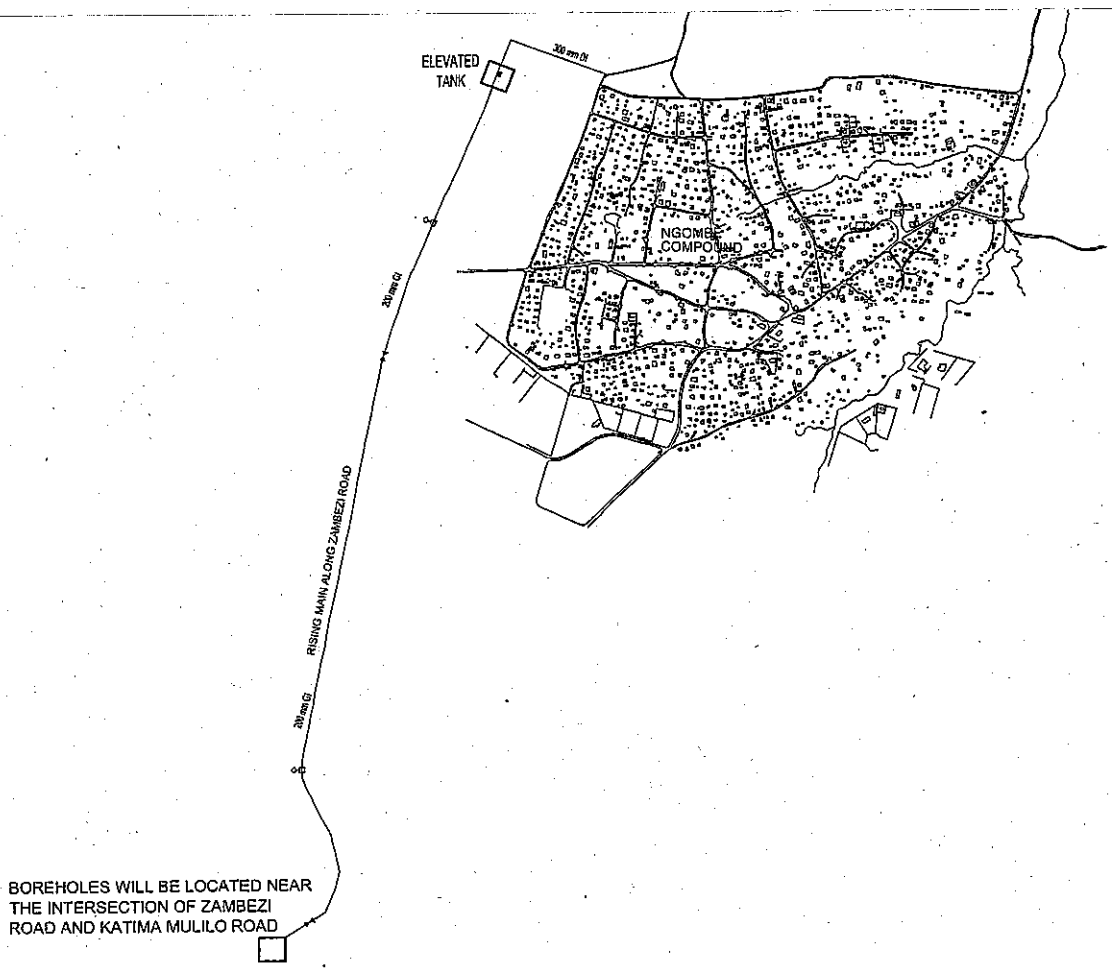 ELEVATED
TANK
300 mm DI
NGOMBE
COMPOUND
200 mm GI
RISING MAIN ALONG ZAMBEZI ROAD
200 mm GI
BOREHOLES WILL BE LOCATED NEAR
THE INTERSECTION OF ZAMBEZI
ROAD AND KATIMA MULILO ROAD